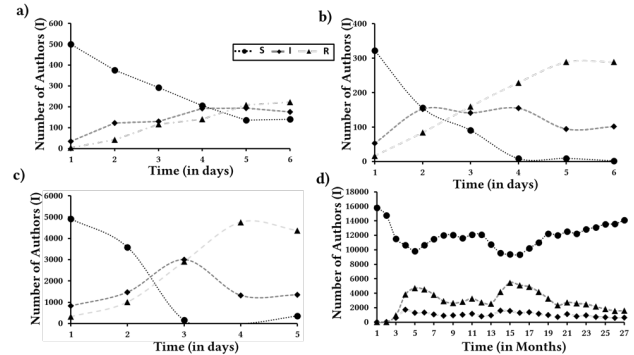 a)
Number of Authors (I)
600
500
400
300
200
100
0
1 2 3 4 5 6
Time (in days)
S I R
b)
Number of Authors (I)
400
300
200
100
0
1 2 3 4 5 6
Time (in days)
c)
Number of Authors (I)
6000
5000
4000
3000
2000
1000
0
1 2 3 4 5
Time (in days)
d)
Number of Authors (I)
18000
16000
14000
12000
10000
8000
6000
4000
2000
0
1 3 5 7 9 11 13 15 17 19 21 23 25 27
Time (in Months)